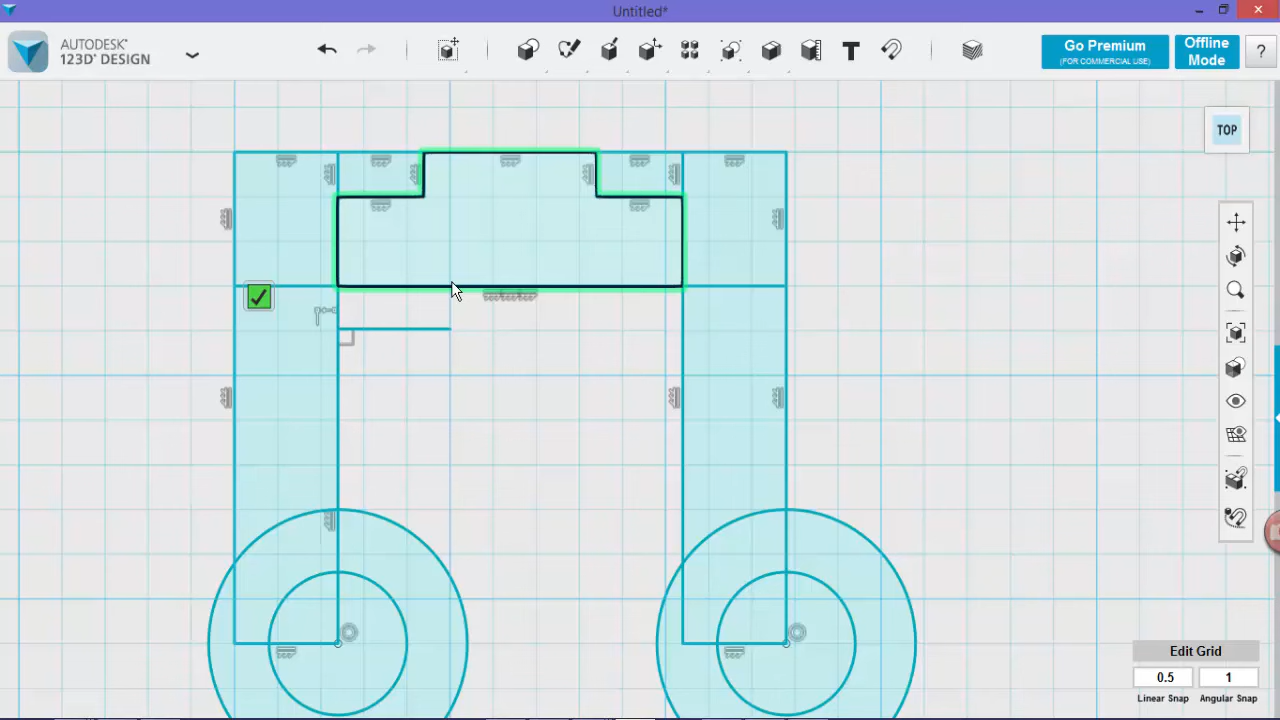 Untitled*
AUTODESK®
123D® DESIGN
T
Go Premium
(FOR COMMERCIAL USE)
Offline
Mode
?
TOP
Edit Grid
0.5
1
Linear Snap
Angular Snap